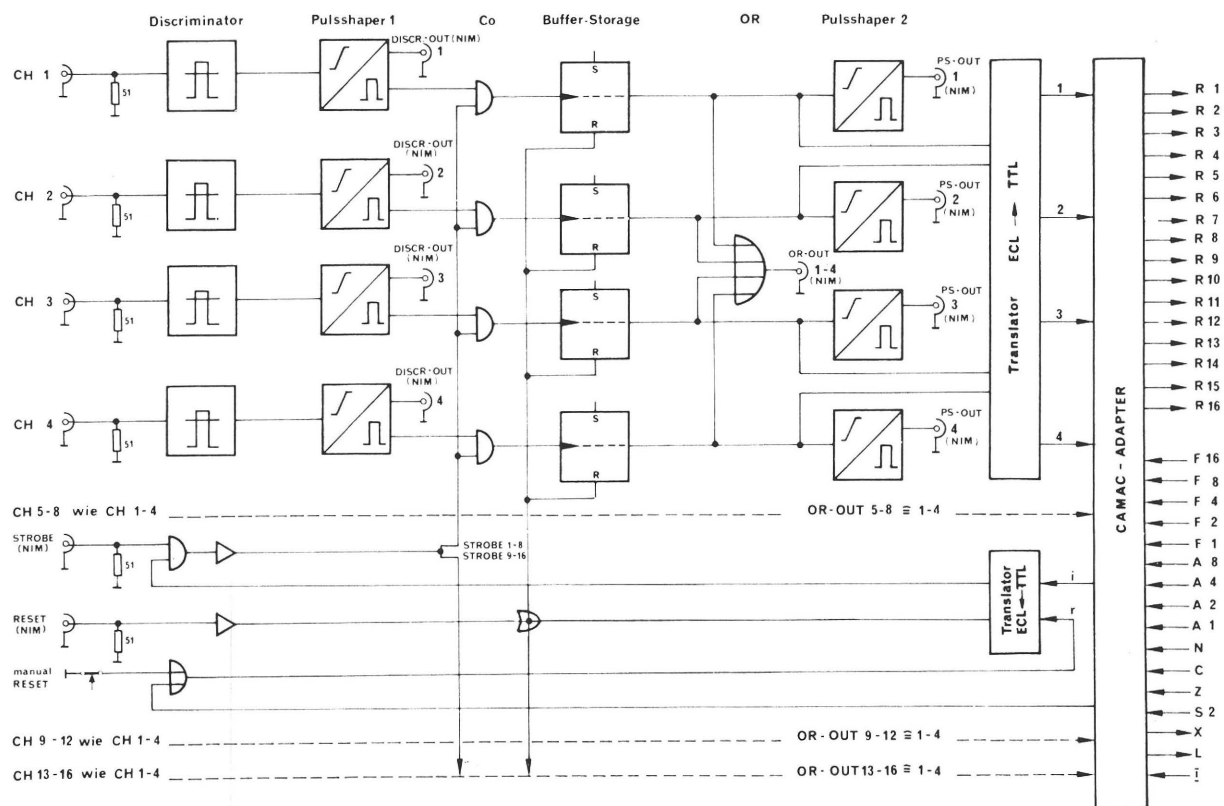 Discriminator Pulsshaper 1 Co Buffer-Storage OR Pulsshaper 2
CH 1
51
DISCR-OUT(NIM)
1
S
R
PS-OUT
1
(NIM)
1
CH 2
51
DISCR-OUT
(NIM)
2
S
R
PS-OUT
2
(NIM)
2
OR-OUT
1-4
(NIM)
CH 3
51
DISCR-OUT
(NIM)
3
S
R
PS-OUT
3
(NIM)
3
CH 4
51
DISCR-OUT
(NIM)
4
S
R
PS-OUT
4
(NIM)
4
Translator ECL → TTL
CAMAC - ADAPTER
R 1
R 2
R 3
R 4
R 5
R 6
R 7
R 8
R 9
R 10
R 11
R 12
R 13
R 14
R 15
R 16
F 16
F 8
F 4
F 2
F 1
A 8
A 4
A 2
A 1
N
C
Z
S 2
X
L
Ī
CH 5-8 wie CH 1-4 OR-OUT 5-8 ≅ 1-4
STROBE
(NIM)
51
STROBE 1-8
STROBE 9-16
Translator
ECL←TTL
i
r
RESET
(NIM)
51
manual
RESET
CH 9-12 wie CH 1-4 OR-OUT 9-12 ≅ 1-4
CH 13-16 wie CH 1-4 OR-OUT 13-16 ≅ 1-4